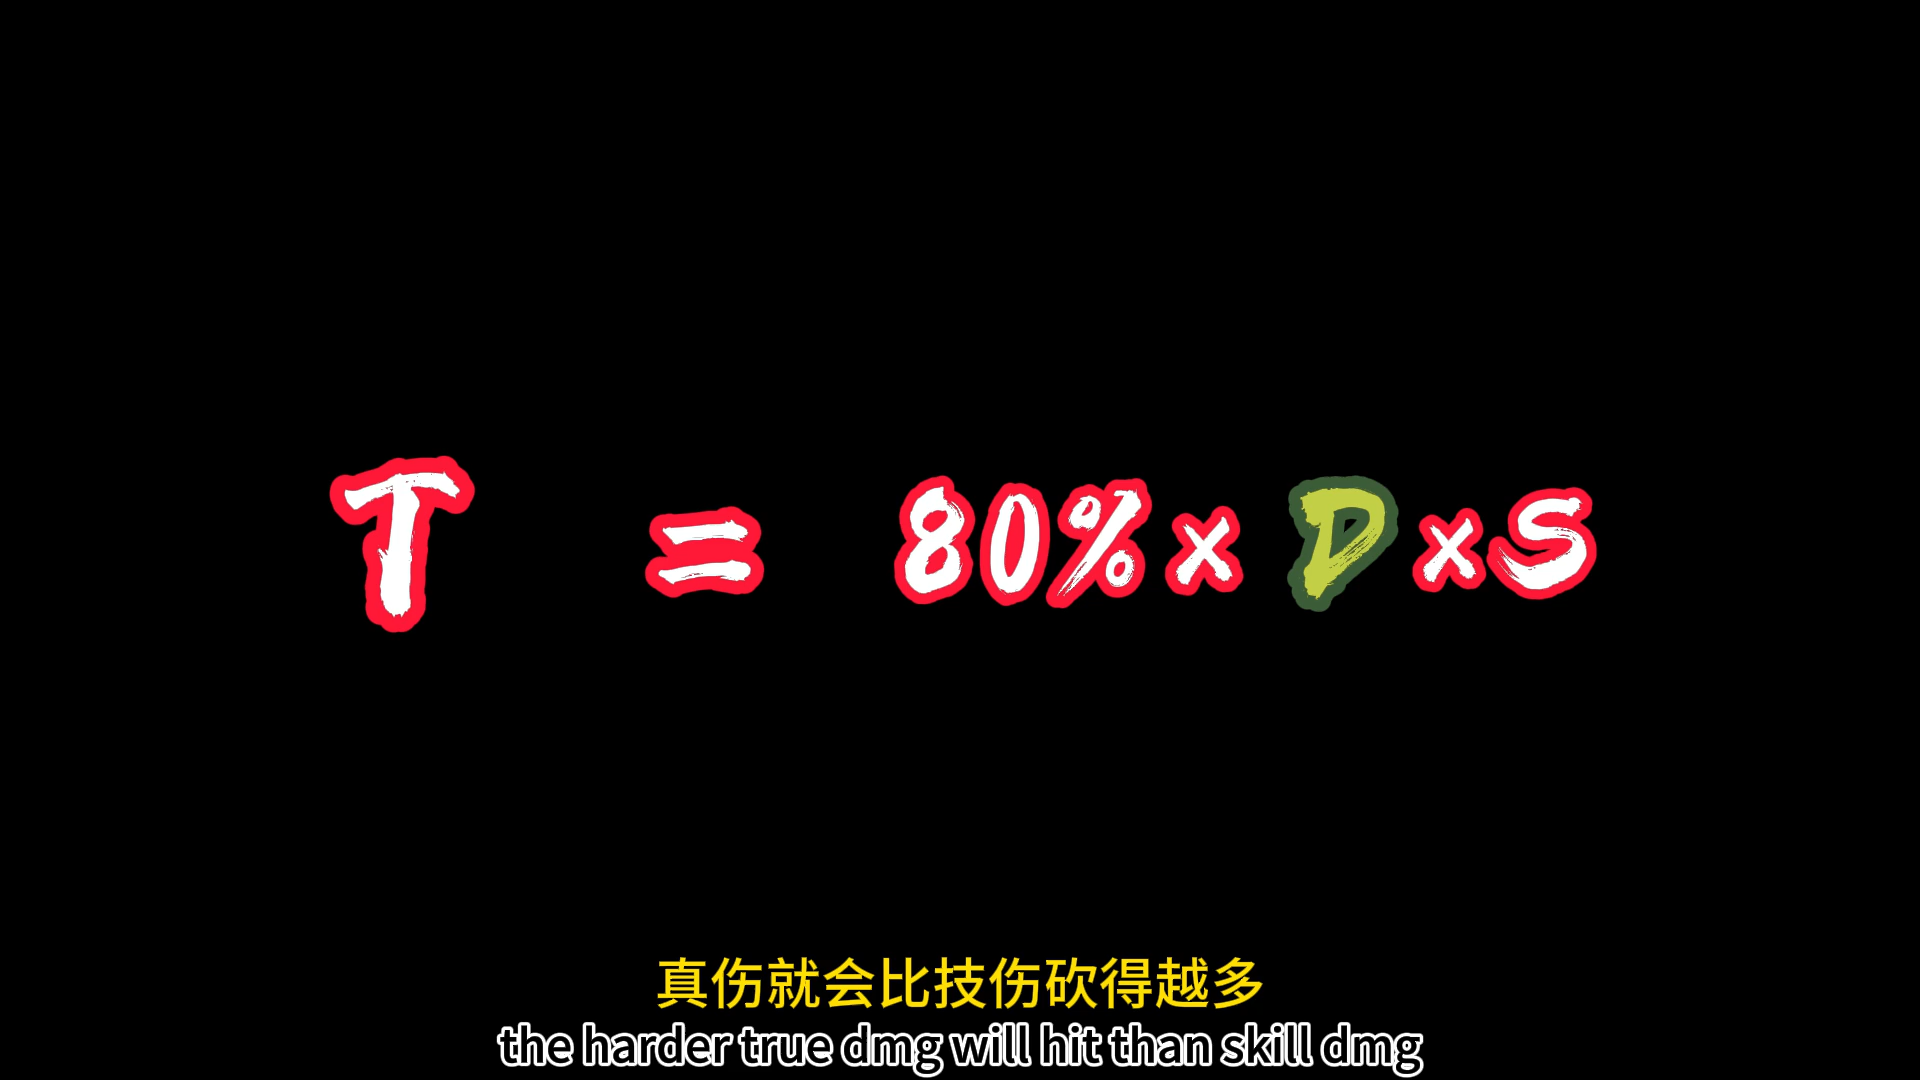 T = 80% × D × S
真伤就会比技伤砍得越多
the harder true dmg will hit than skill dmg